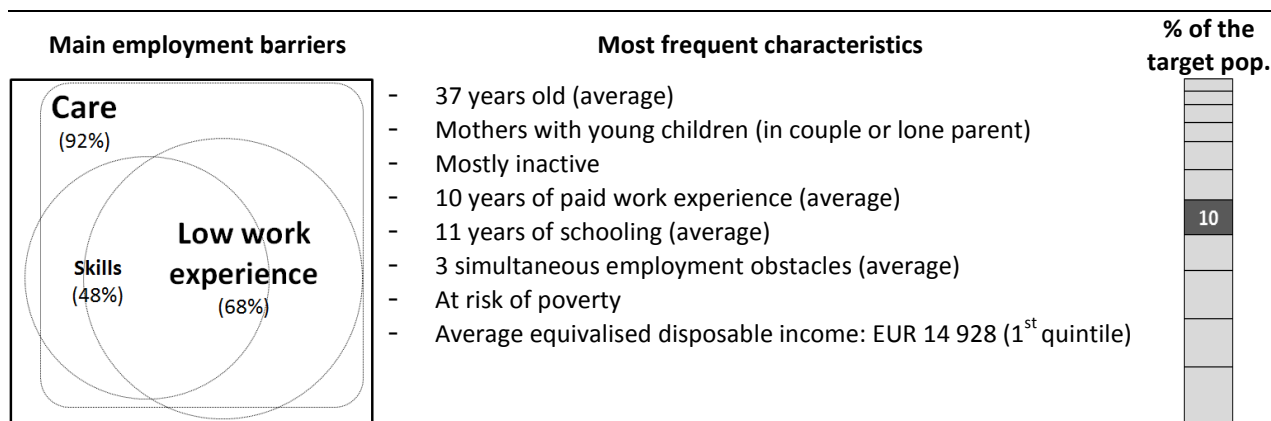 Main employment barriers
Most frequent characteristics
% of the
target pop.
Care
(92%)
Skills
(48%)
Low work
experience
(68%)
- 37 years old (average)
- Mothers with young children (in couple or lone parent)
- Mostly inactive
- 10 years of paid work experience (average)
- 11 years of schooling (average)
- 3 simultaneous employment obstacles (average)
- At risk of poverty
- Average equivalised disposable income: EUR 14 928 (1st quintile)
10